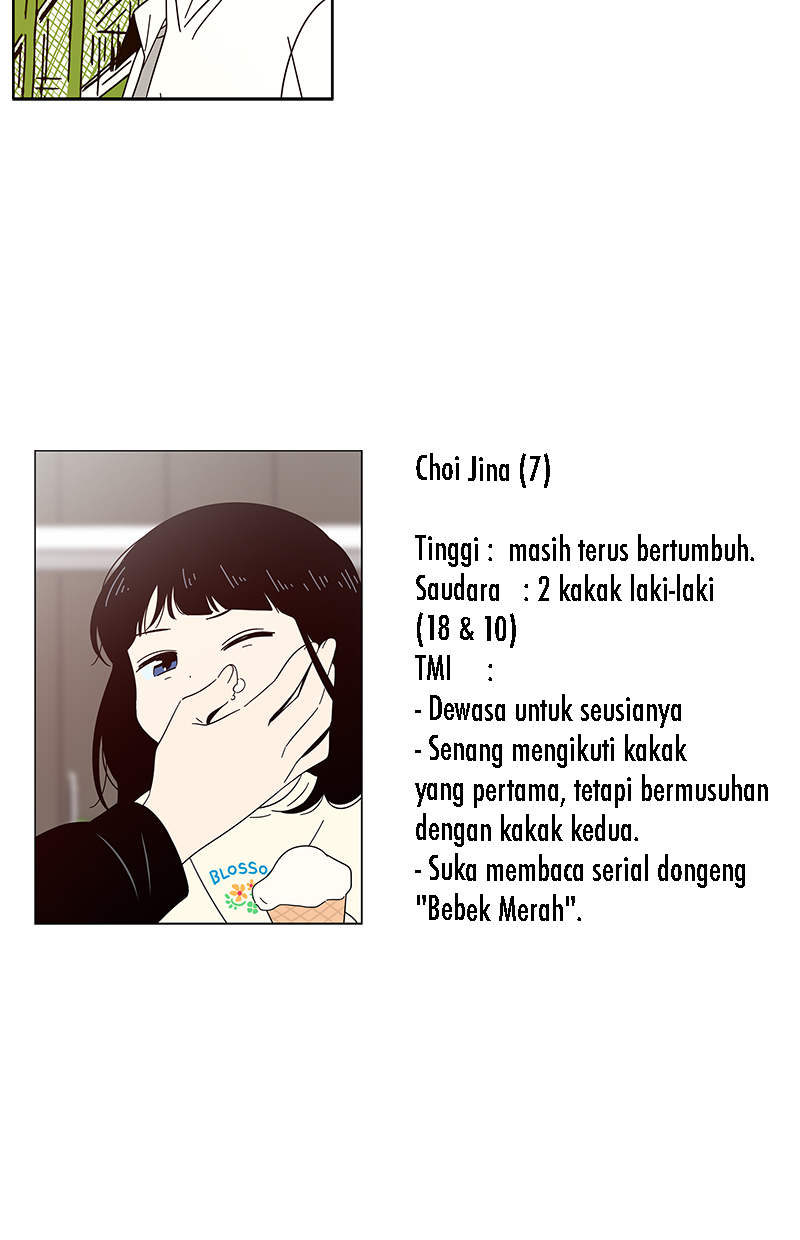 Choi Jina (7)
Tinggi : masih terus bertumbuh.
Saudara : 2 kakak laki-laki
(18 & 10)
TMI :
- Dewasa untuk seusianya
- Senang mengikuti kakak
yang pertama, tetapi bermusuhan
dengan kakak kedua.
- Suka membaca serial dongeng
"Bebek Merah".
BLOSSO